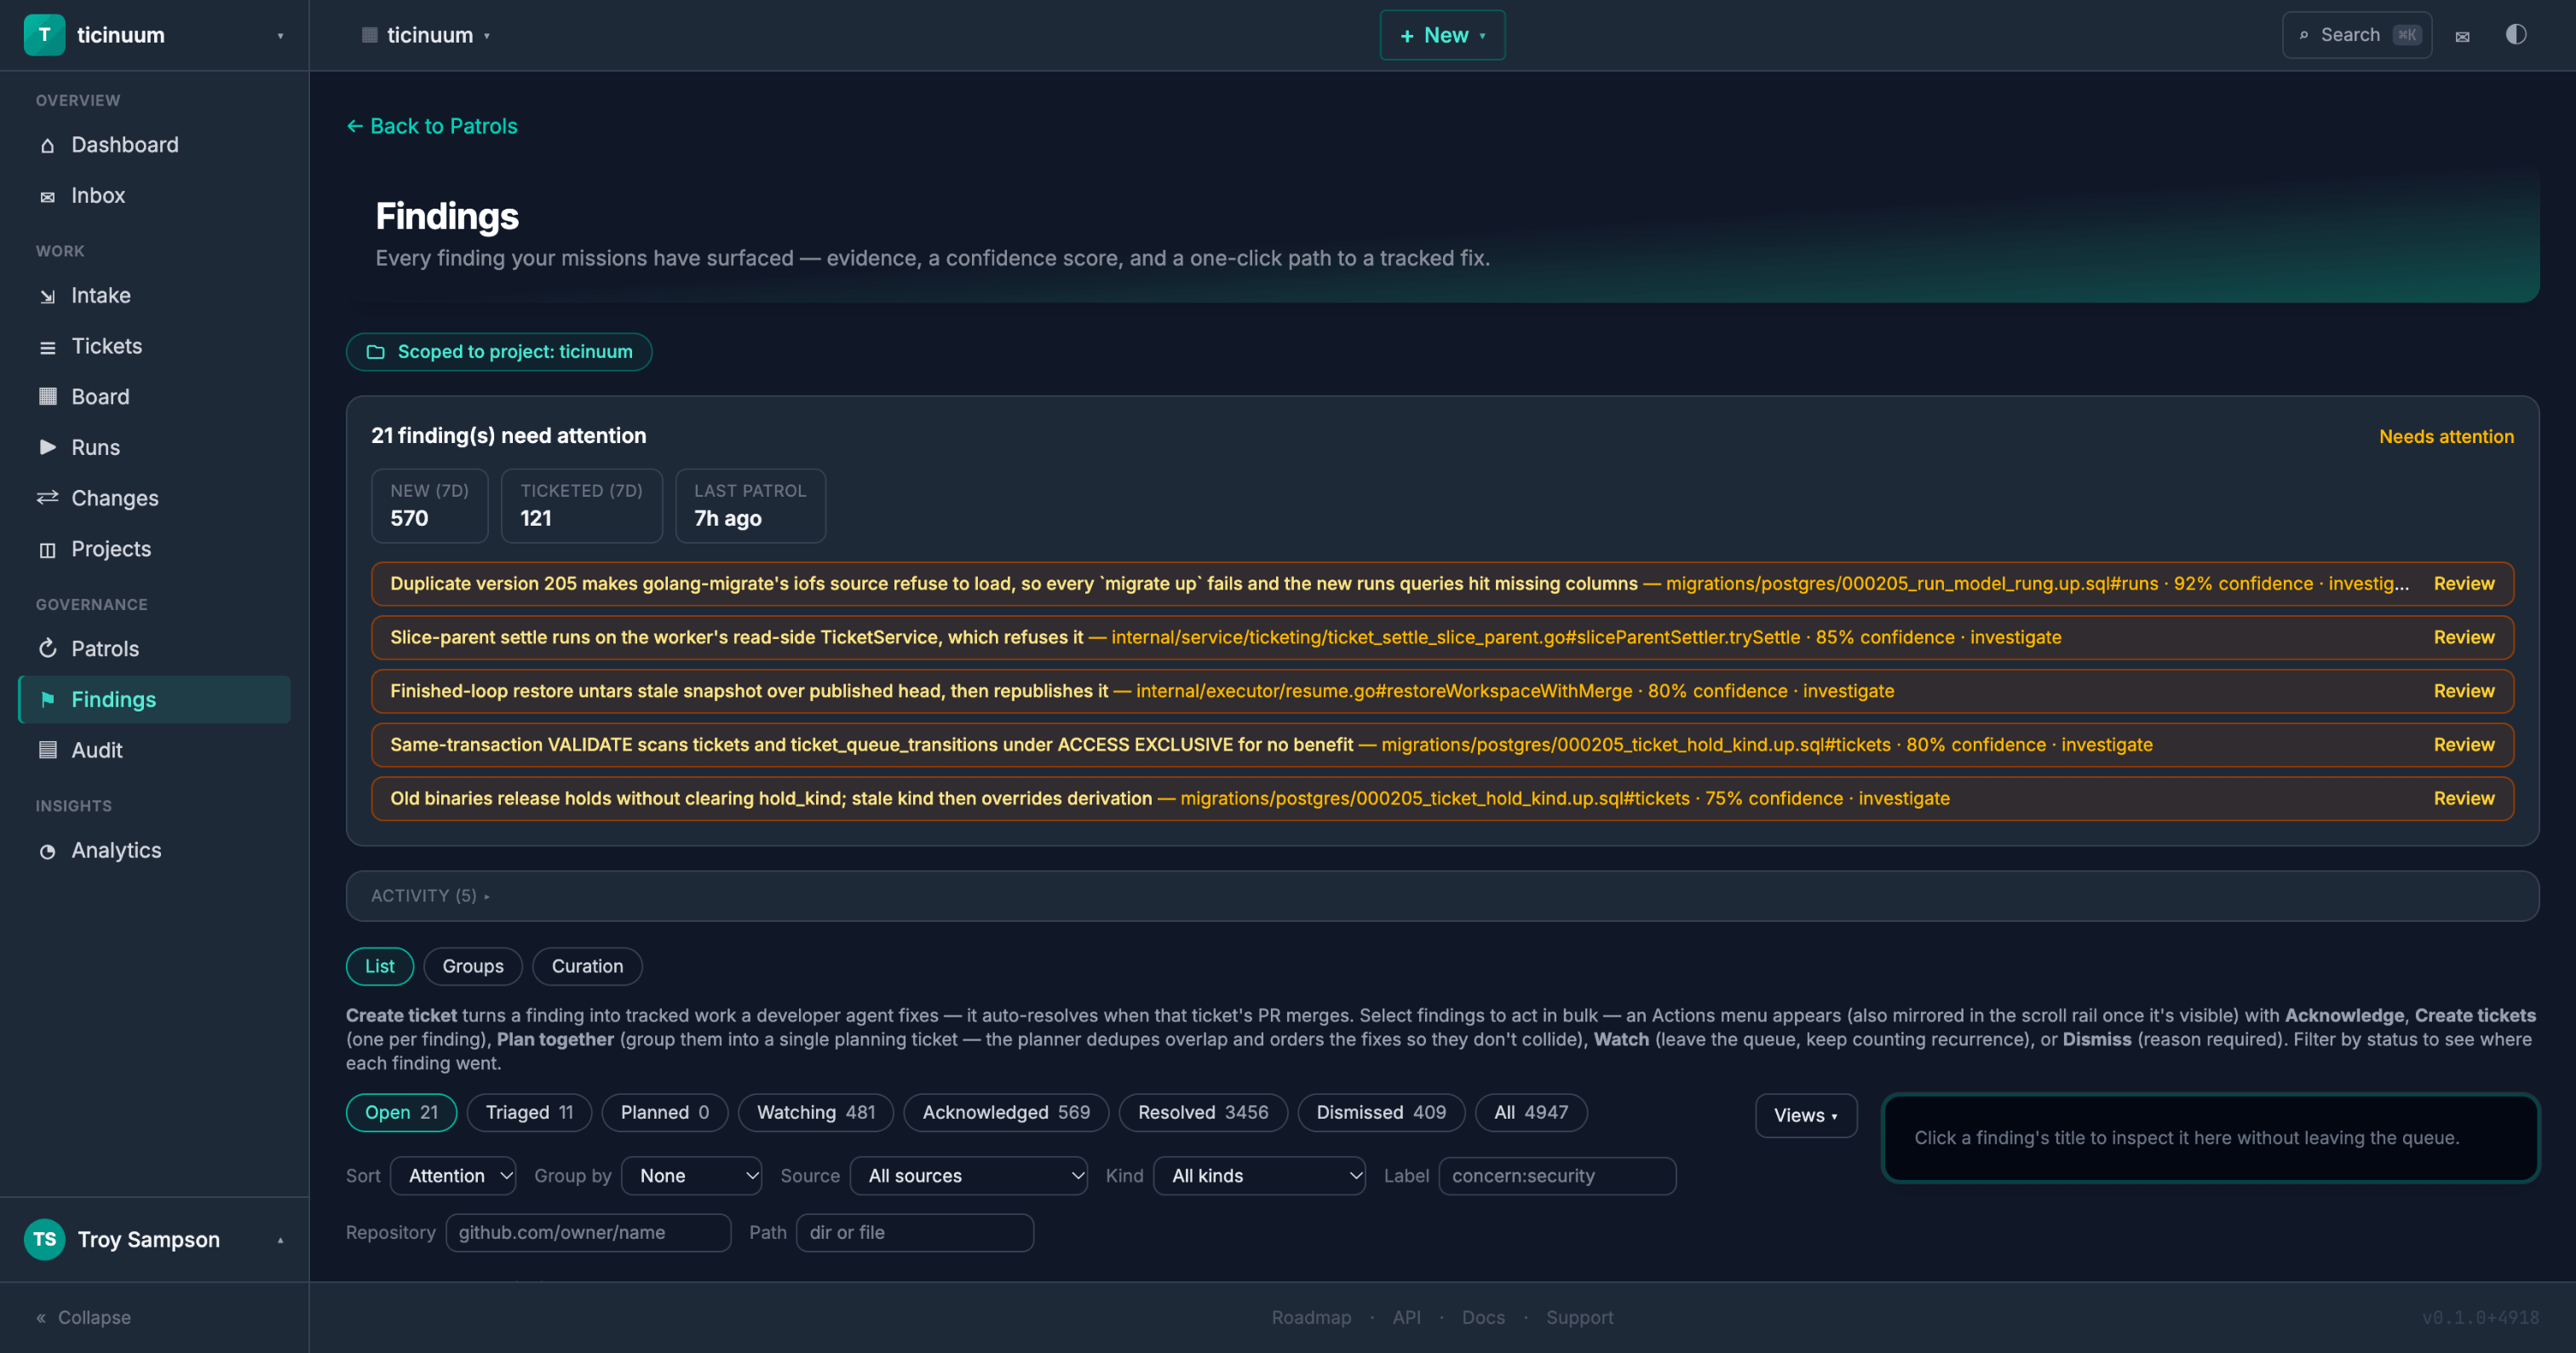 T ticinuum
ticinuum
+ New
Search ⌘K
OVERVIEW
Dashboard
Inbox
WORK
Intake
Tickets
Board
Runs
Changes
Projects
GOVERNANCE
Patrols
Findings
Audit
INSIGHTS
Analytics
TS Troy Sampson
« Collapse
← Back to Patrols
Findings
Every finding your missions have surfaced — evidence, a confidence score, and a one-click path to a tracked fix.
Scoped to project: ticinuum
21 finding(s) need attention
Needs attention
NEW (7D)
570
TICKETED (7D)
121
LAST PATROL
7h ago
Duplicate version 205 makes golang-migrate's iofs source refuse to load, so every `migrate up` fails and the new runs queries hit missing columns — migrations/postgres/000205_run_model_rung.up.sql#runs · 92% confidence · investig... Review
Slice-parent settle runs on the worker's read-side TicketService, which refuses it — internal/service/ticketing/ticket_settle_slice_parent.go#sliceParentSettler.trySettle · 85% confidence · investigate Review
Finished-loop restore untars stale snapshot over published head, then republishes it — internal/executor/resume.go#restoreWorkspaceWithMerge · 80% confidence · investigate Review
Same-transaction VALIDATE scans tickets and ticket_queue_transitions under ACCESS EXCLUSIVE for no benefit — migrations/postgres/000205_ticket_hold_kind.up.sql#tickets · 80% confidence · investigate Review
Old binaries release holds without clearing hold_kind; stale kind then overrides derivation — migrations/postgres/000205_ticket_hold_kind.up.sql#tickets · 75% confidence · investigate Review
ACTIVITY (5)
List Groups Curation
Create ticket turns a finding into tracked work a developer agent fixes — it auto-resolves when that ticket's PR merges. Select findings to act in bulk — an Actions menu appears (also mirrored in the scroll rail once it's visible) with Acknowledge, Create tickets
(one per finding), Plan together (group them into a single planning ticket — the planner dedupes overlap and orders the fixes so they don't collide), Watch (leave the queue, keep counting recurrence), or Dismiss (reason required). Filter by status to see where
each finding went.
Open 21 Triaged 11 Planned 0 Watching 481 Acknowledged 569 Resolved 3456 Dismissed 409 All 4947
Views
Click a finding's title to inspect it here without leaving the queue.
Sort Attention Group by None Source All sources Kind All kinds Label concern:security
Repository github.com/owner/name Path dir or file
Roadmap · API · Docs · Support
v0.1.0+4918